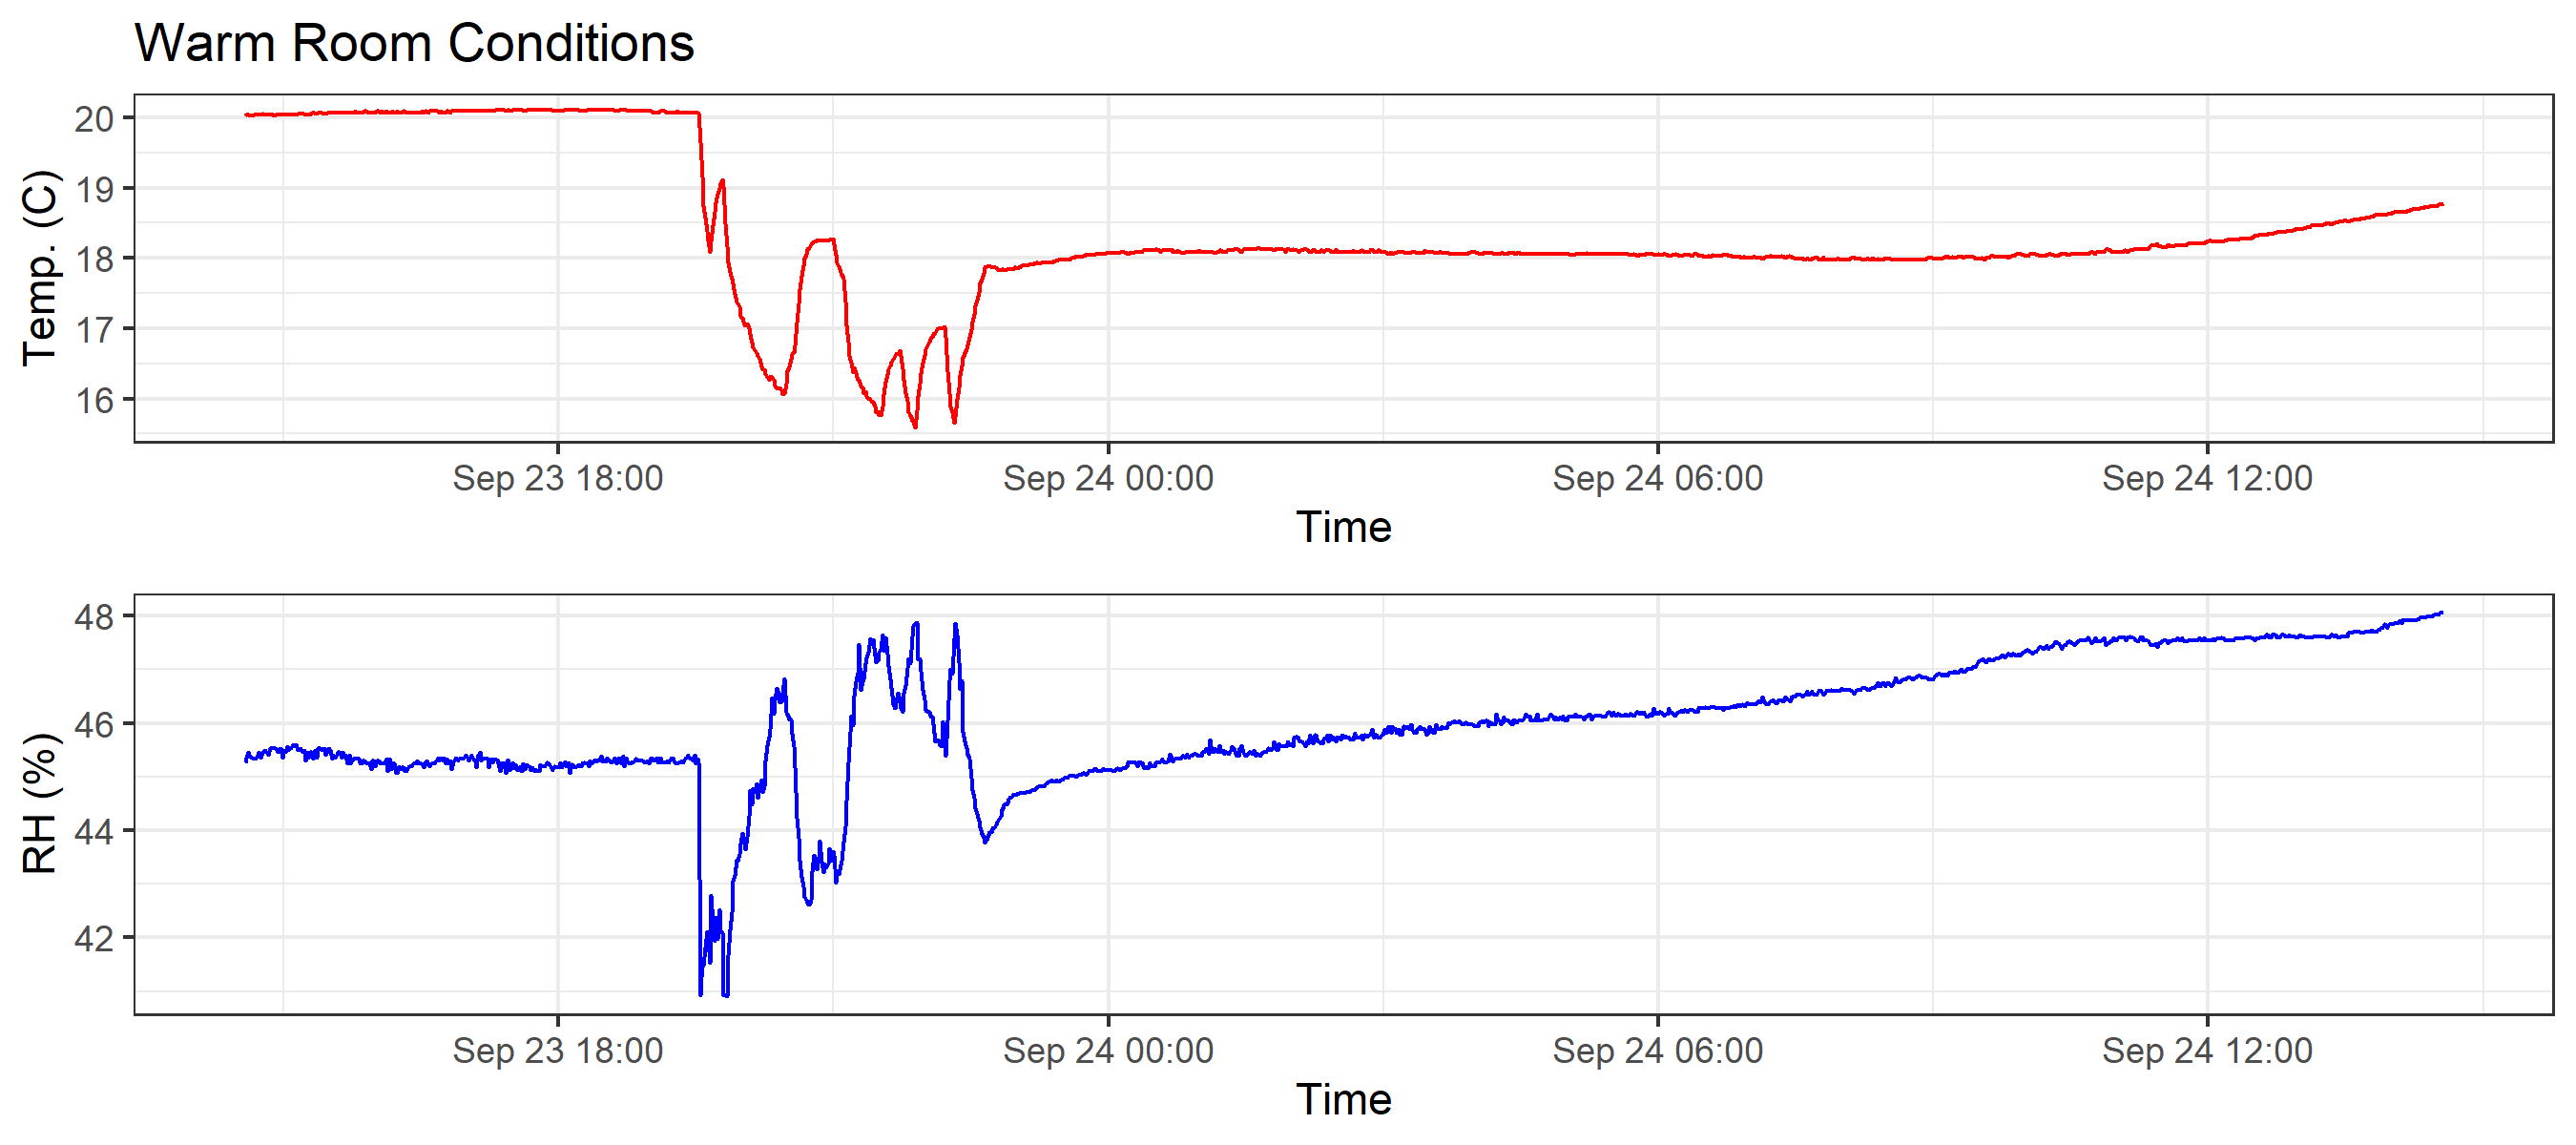 Warm Room Conditions
Temp. (C)
20
19
18
17
16
Sep 23 18:00 Sep 24 00:00 Sep 24 06:00 Sep 24 12:00
Time
RH (%)
48
46
44
42
Sep 23 18:00 Sep 24 00:00 Sep 24 06:00 Sep 24 12:00
Time